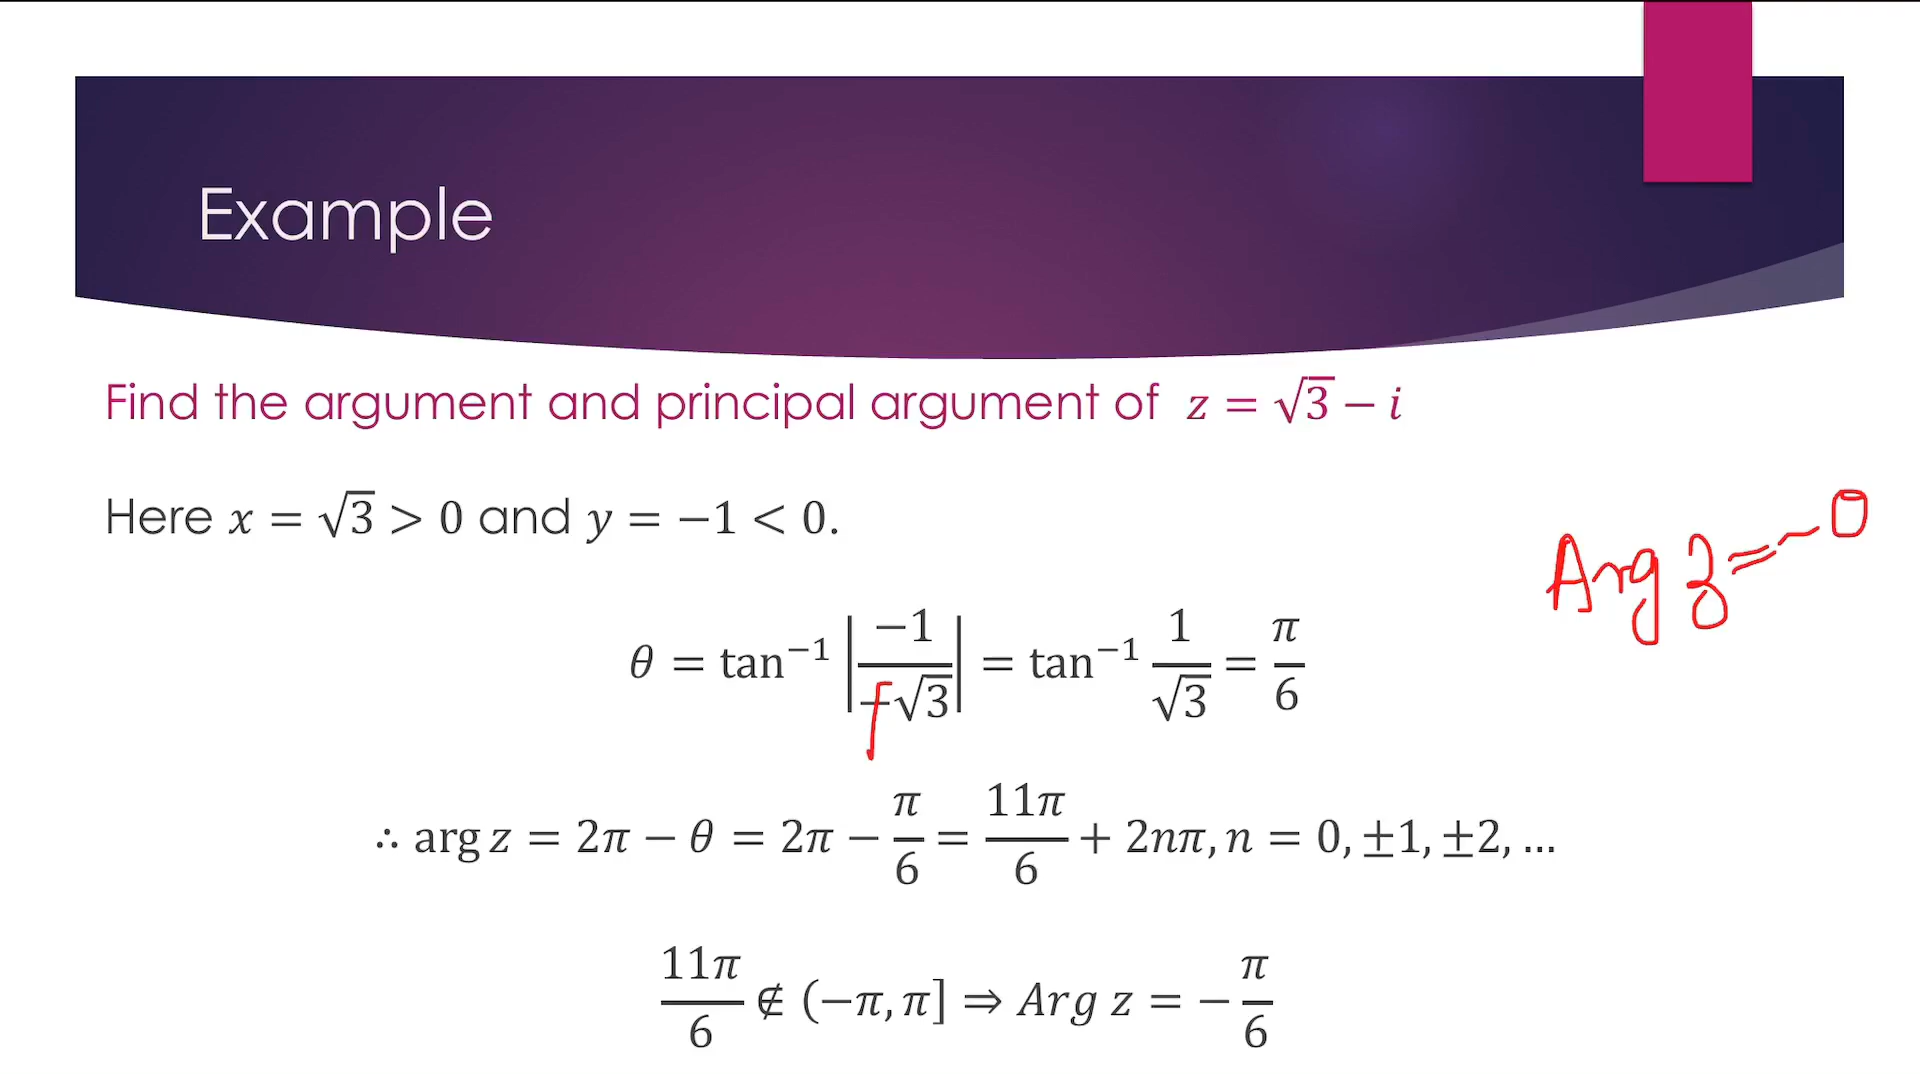 Example
Find the argument and principal argument of z = √3 − i
Here x = √3 > 0 and y = −1 < 0.
Arg z = −θ
θ = tan⁻¹ |−1/−√3| = tan⁻¹ 1/√3 = π/6
∴ arg z = 2π − θ = 2π − π/6 = 11π/6 + 2nπ, n = 0, ±1, ±2, …
11π/6 ∉ (−π, π] ⇒ Arg z = −π/6